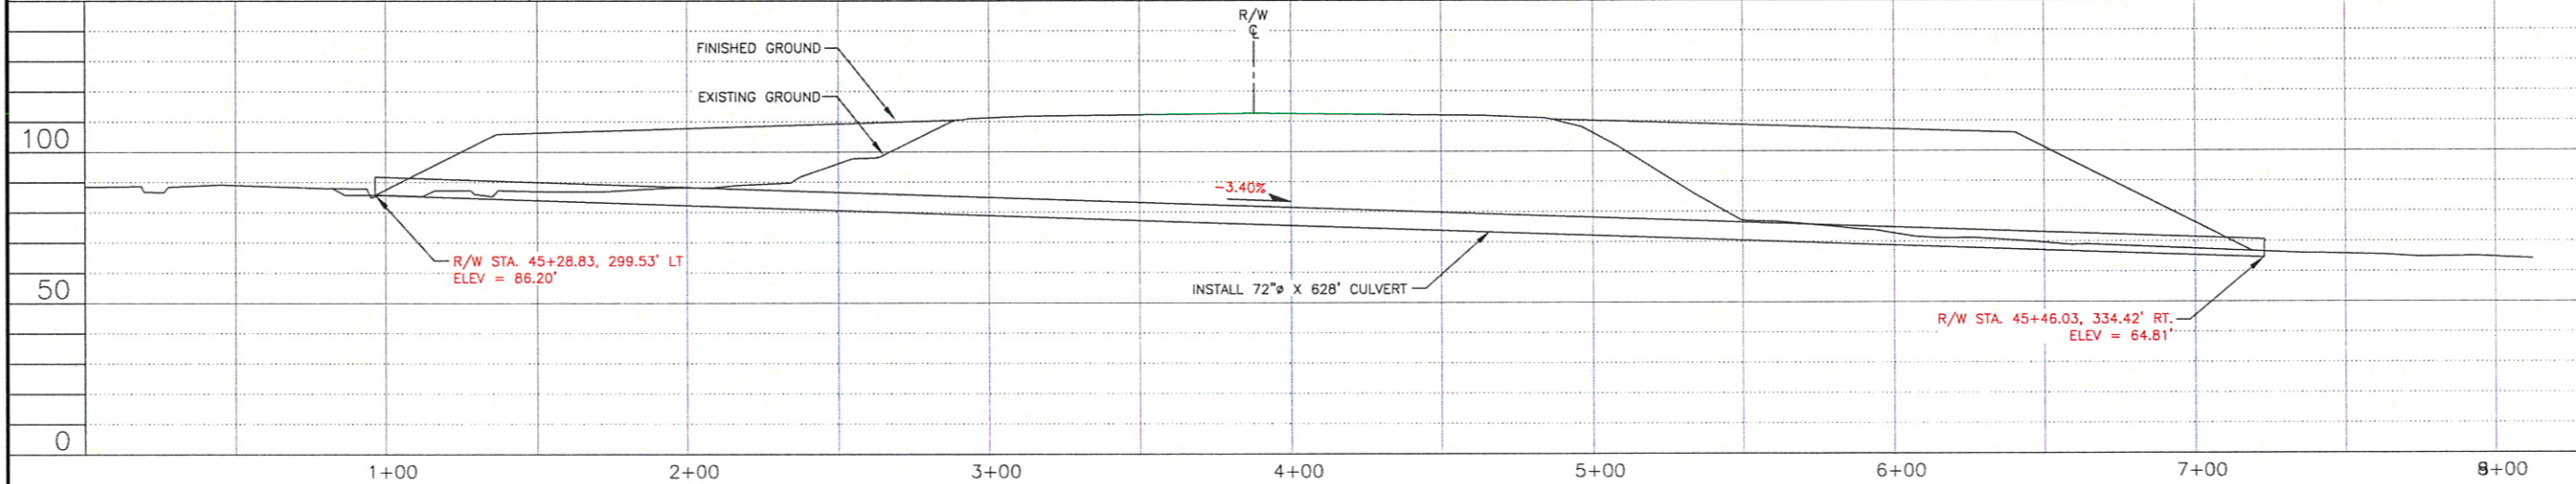 R/W
℄
FINISHED GROUND
EXISTING GROUND
100
-3.40%
R/W STA. 45+28.83, 299.53' LT
ELEV = 86.20'
50
INSTALL 72"ø X 628' CULVERT
R/W STA. 45+46.03, 334.42' RT.
ELEV = 64.81'
0
1+00 2+00 3+00 4+00 5+00 6+00 7+00